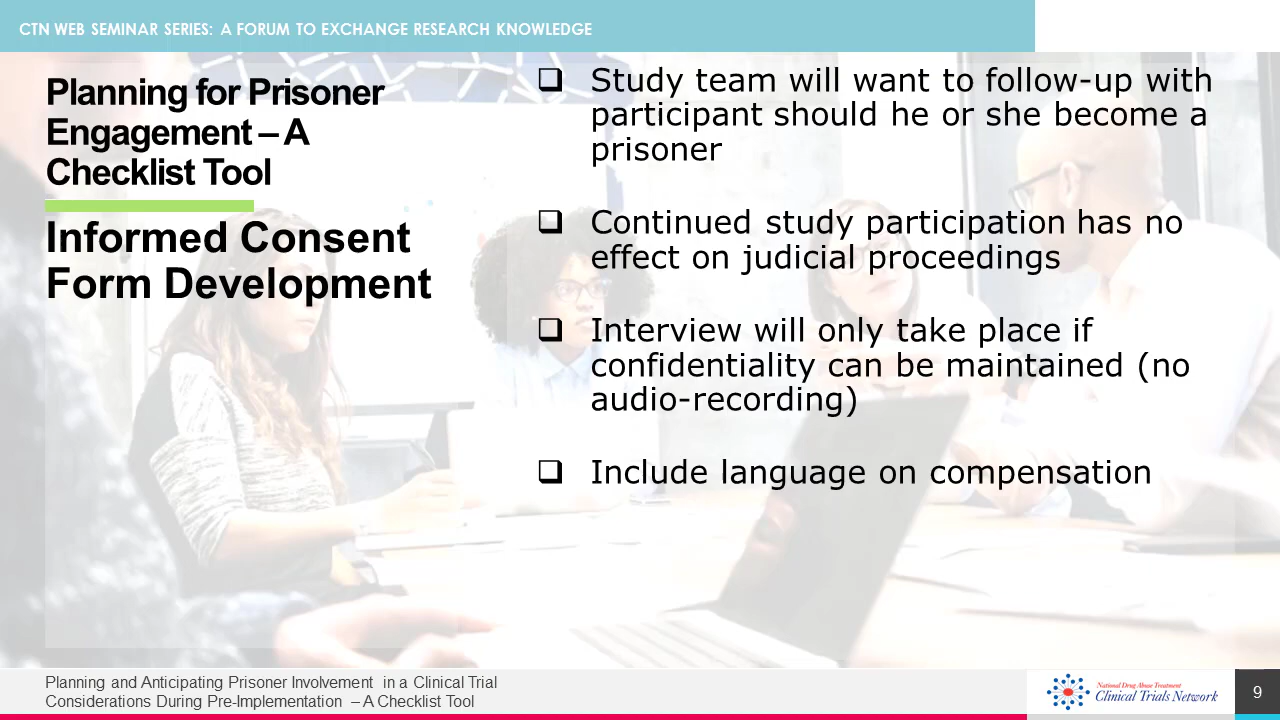 CTN WEB SEMINAR SERIES: A FORUM TO EXCHANGE RESEARCH KNOWLEDGE
Planning for Prisoner
Engagement – A
Checklist Tool
Informed Consent
Form Development
❑ Study team will want to follow-up with
participant should he or she become a
prisoner
❑ Continued study participation has no
effect on judicial proceedings
❑ Interview will only take place if
confidentiality can be maintained (no
audio-recording)
❑ Include language on compensation
Planning and Anticipating Prisoner Involvement in a Clinical Trial
Considerations During Pre-Implementation – A Checklist Tool
National Drug Abuse Treatment
Clinical Trials Network
9